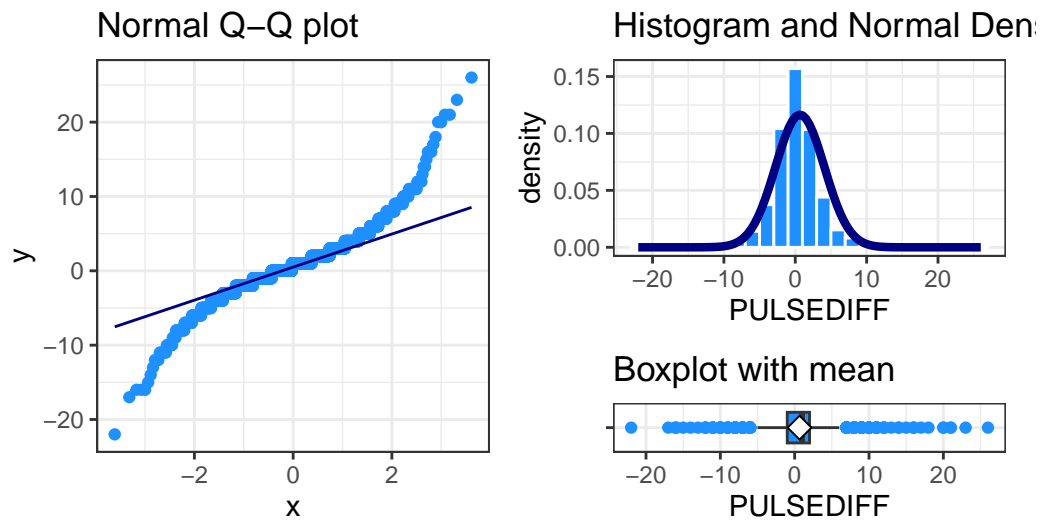 Normal Q−Q plot
20
10
0
−10
−20
y
−2
0
2
x
Histogram and Normal Dens
0.15
0.10
0.05
0.00
density
−20
−10
0
10
20
PULSEDIFF
Boxplot with mean
−20
−10
0
10
20
PULSEDIFF